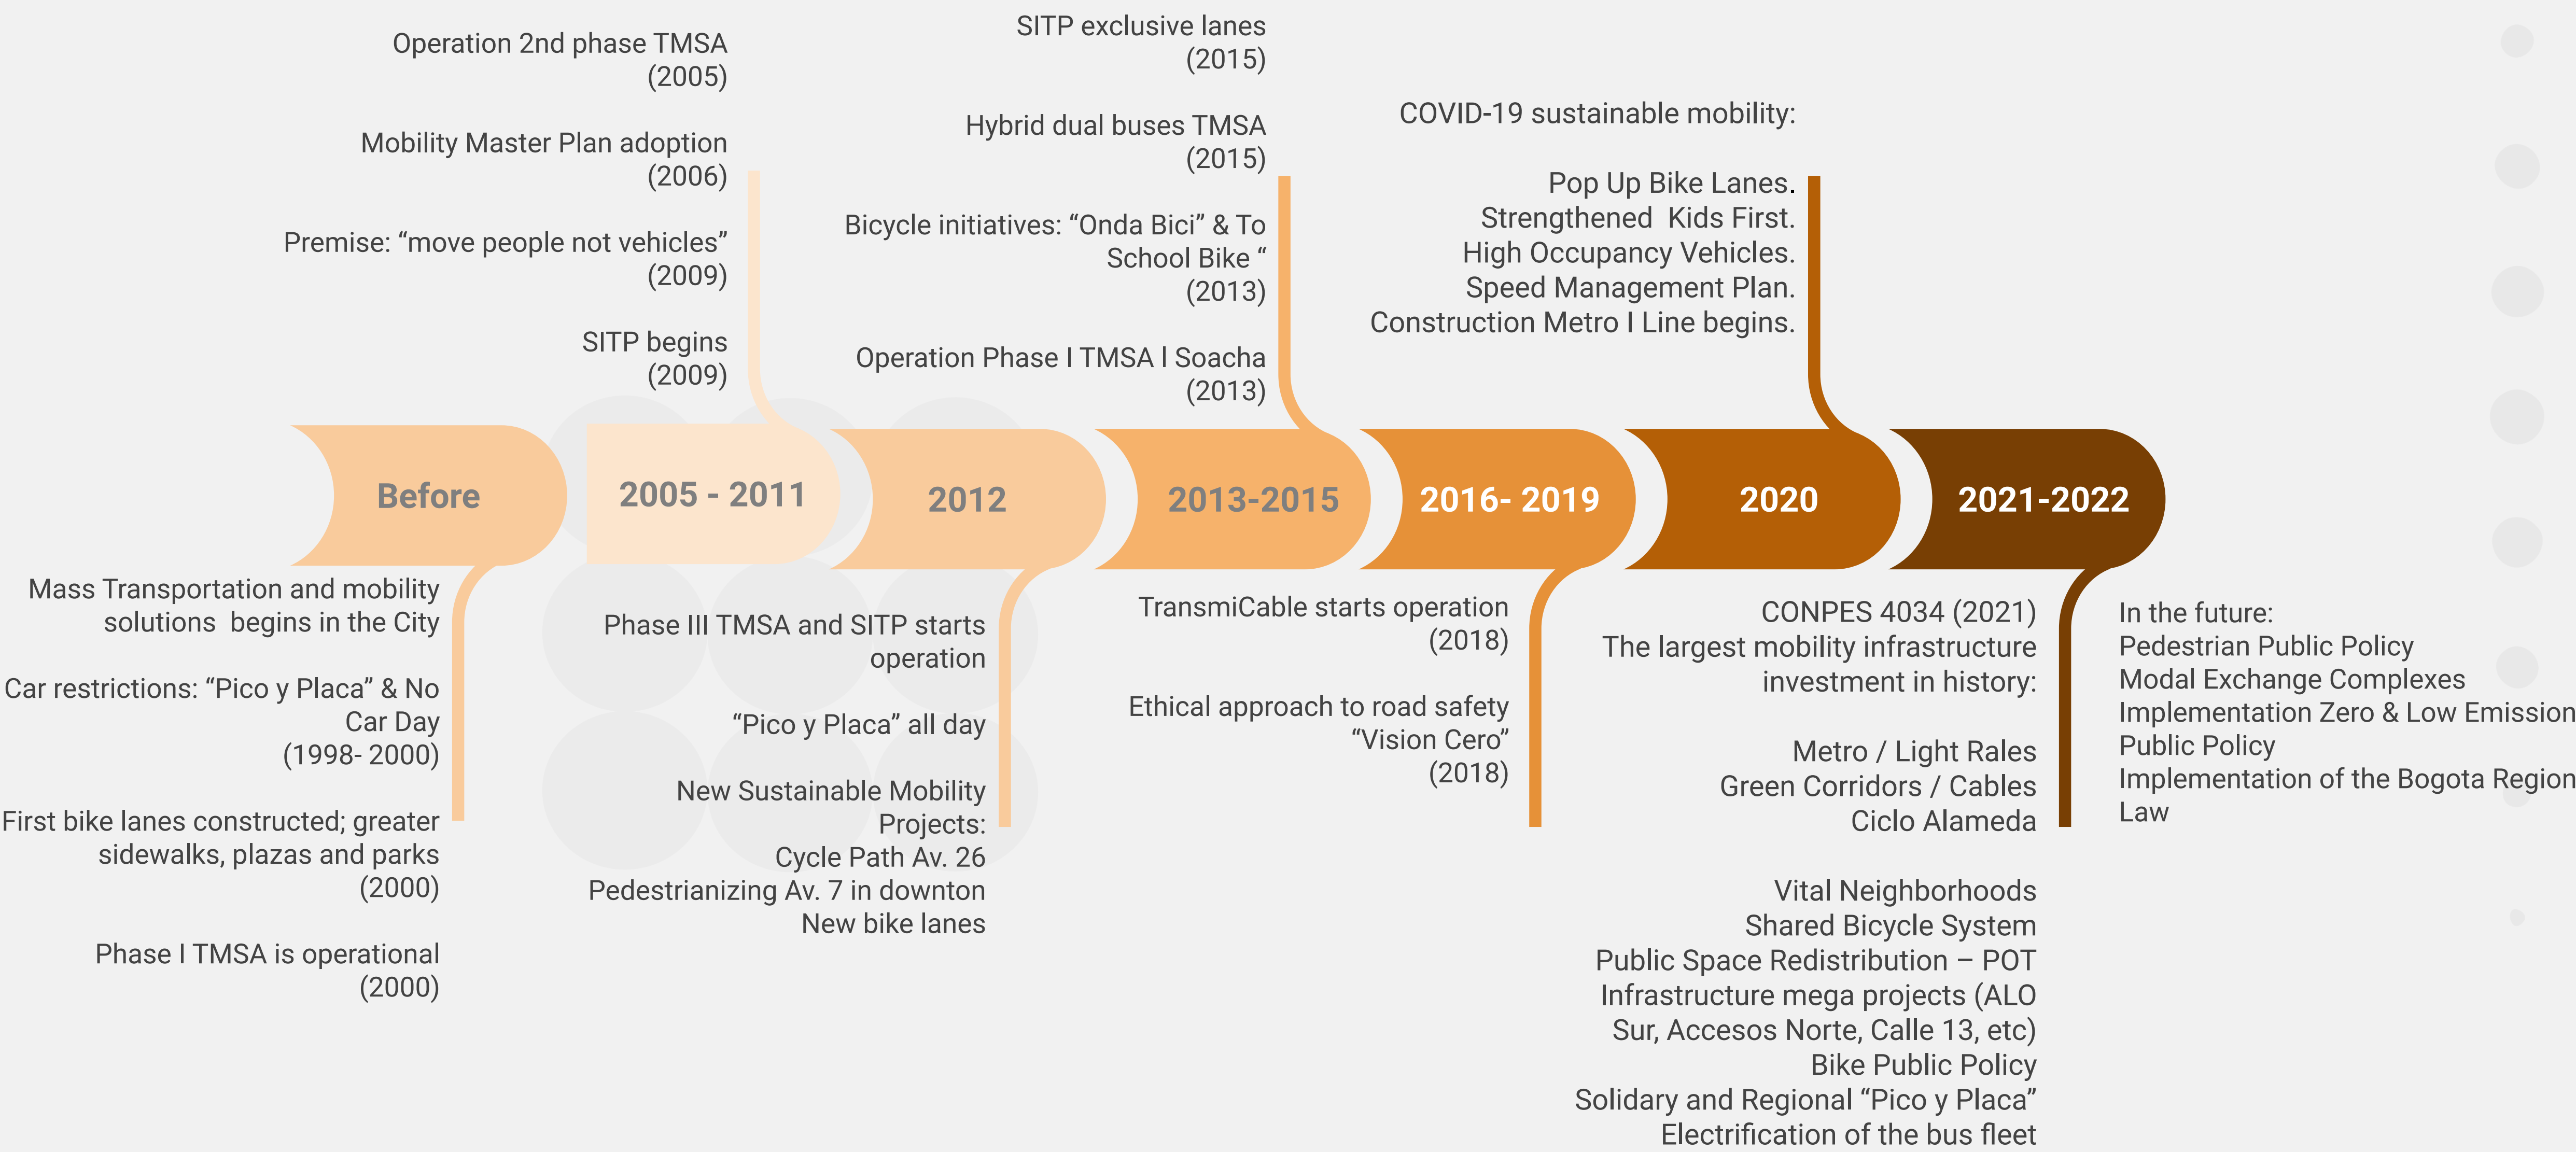 Before
Mass Transportation and mobility
solutions  begins in the City
Car restrictions: “Pico y Placa” & No
Car Day
(1998- 2000)
First bike lanes constructed; greater
sidewalks, plazas and parks
(2000)
Phase I TMSA is operational
(2000)
Operation 2nd phase TMSA
(2005)
Mobility Master Plan adoption
(2006)
Premise: “move people not vehicles”
(2009)
SITP begins
(2009)
2005 - 2011
2012
Phase III TMSA and SITP starts
operation
“Pico y Placa” all day
New Sustainable Mobility
Projects:
Cycle Path Av. 26
Pedestrianizing Av. 7 in downton
New bike lanes
SITP exclusive lanes
(2015)
Hybrid dual buses TMSA
(2015)
Bicycle initiatives: “Onda Bici” & To
School Bike “
(2013)
Operation Phase I TMSA l Soacha
(2013)
2013-2015
2016- 2019
TransmiCable starts operation
(2018)
Ethical approach to road safety
“Vision Cero”
(2018)
COVID-19 sustainable mobility:
Pop Up Bike Lanes.
Strengthened  Kids First.
High Occupancy Vehicles.
Speed Management Plan.
Construction Metro I Line begins.
2020
2021-2022
CONPES 4034 (2021)
The largest mobility infrastructure
investment in history:
Metro / Light Rales
Green Corridors / Cables
Ciclo Alameda
Vital Neighborhoods
Shared Bicycle System
Public Space Redistribution – POT
Infrastructure mega projects (ALO
Sur, Accesos Norte, Calle 13, etc)
Bike Public Policy
Solidary and Regional “Pico y Placa”
Electrification of the bus fleet
In the future:
Pedestrian Public Policy
Modal Exchange Complexes
Implementation Zero & Low Emission
Public Policy
Implementation of the Bogota Region
Law